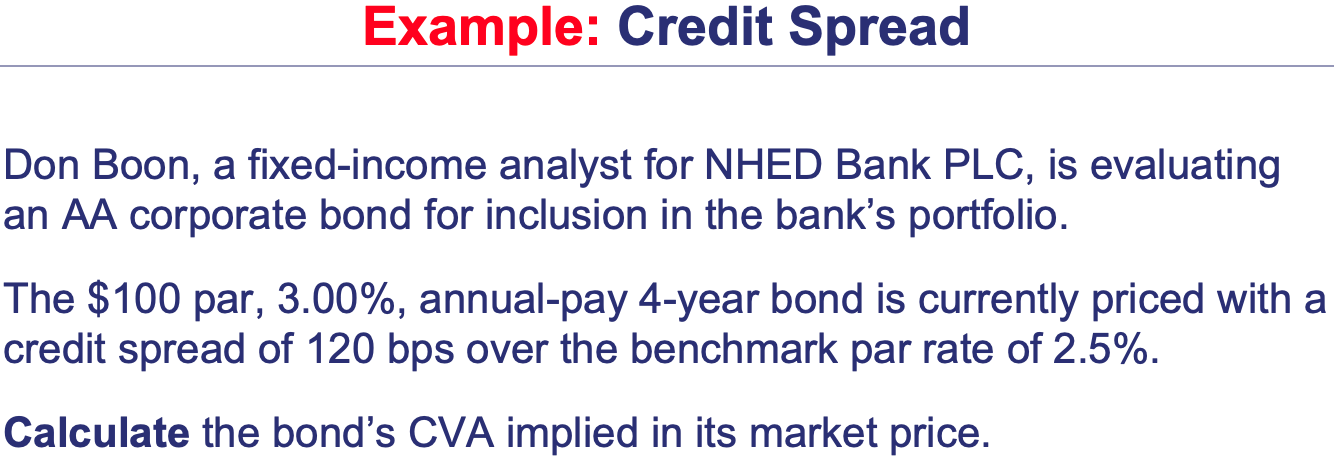 Example: Credit Spread
Don Boon, a fixed-income analyst for NHED Bank PLC, is evaluating
an AA corporate bond for inclusion in the bank’s portfolio.
The $100 par, 3.00%, annual-pay 4-year bond is currently priced with a
credit spread of 120 bps over the benchmark par rate of 2.5%.
Calculate the bond’s CVA implied in its market price.